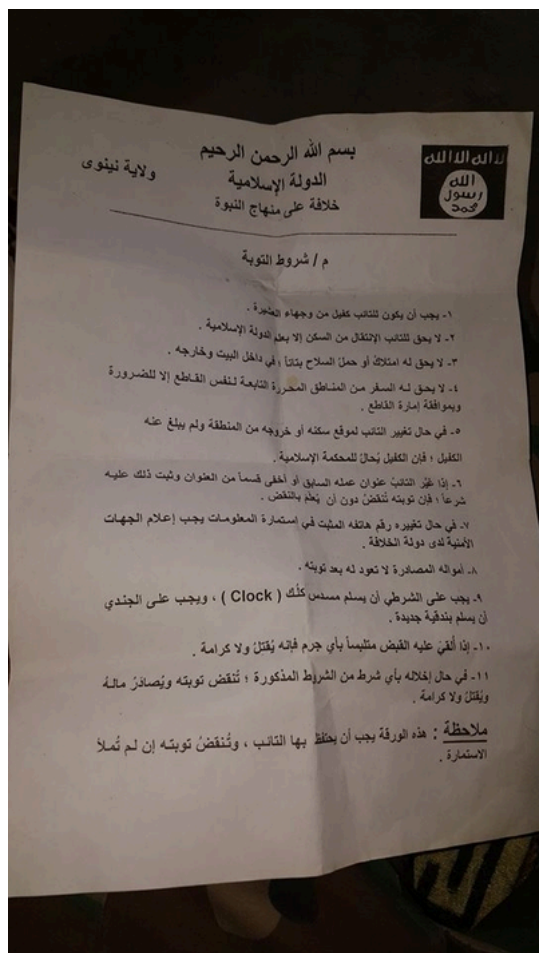 بسم الله الرحمن الرحيم
الدولة الإسلامية
خلافة على منهاج النبوة
ولاية نينوى
لا اله الا الله
الله
رسول
محمد
م / شروط التوبة
١- يجب أن يكون للتائب كفيل من وجهاء العشيرة .
٢- لا يحق للتائب الإنتقال من السكن إلا بعلم الدولة الإسلامية .
٣- لا يحق له امتلاك أو حمل السلاح بتاتاً ؛ في داخل البيت وخارجه .
٤- لا يحق له السفر من المناطق المحررة التابعة لنفس القاطع إلا للضرورة
وبموافقة إمارة القاطع .
٥- في حال تغيير التائب لموقع سكنه أو خروجه من المنطقة ولم يبلغ عنه
الكفيل ؛ فإن الكفيل يُحالُ للمحكمة الإسلامية .
٦- إذا غيّر التائبُ عنوان عمله السابق أو أخفى قسماً من العنوان وثبت ذلك عليه
شرعاً ؛ فإن توبته تُنقضُ دون أن يُعلَم بالنقض .
٧- في حال تغييره رقم هاتفه المثبت في إستمارة المعلومات يجب إعلام الجهات
الأمنية لدى دولة الخلافة .
٨- أمواله المصادرة لا تعود له بعد توبته .
٩- يجب على الشرطي أن يسلم مسدس كلُك ( Clock ) ، ويجب على الجندي
أن يسلم بندقية جديدة .
١٠- إذا أُلقيَ عليه القبض متلبساً بأي جرم فإنه يُقتلُ ولا كرامة .
١١- في حال إخلاله بأي شرط من الشروط المذكورة ؛ تُنقض توبته ويُصادَرُ مالهُ
ويُقتلُ ولا كرامة .
ملاحظة : هذه الورقة يجب أن يحتفظ بها التائب ، وتُنقضُ توبته إن لم تُملأ
الاستمارة .